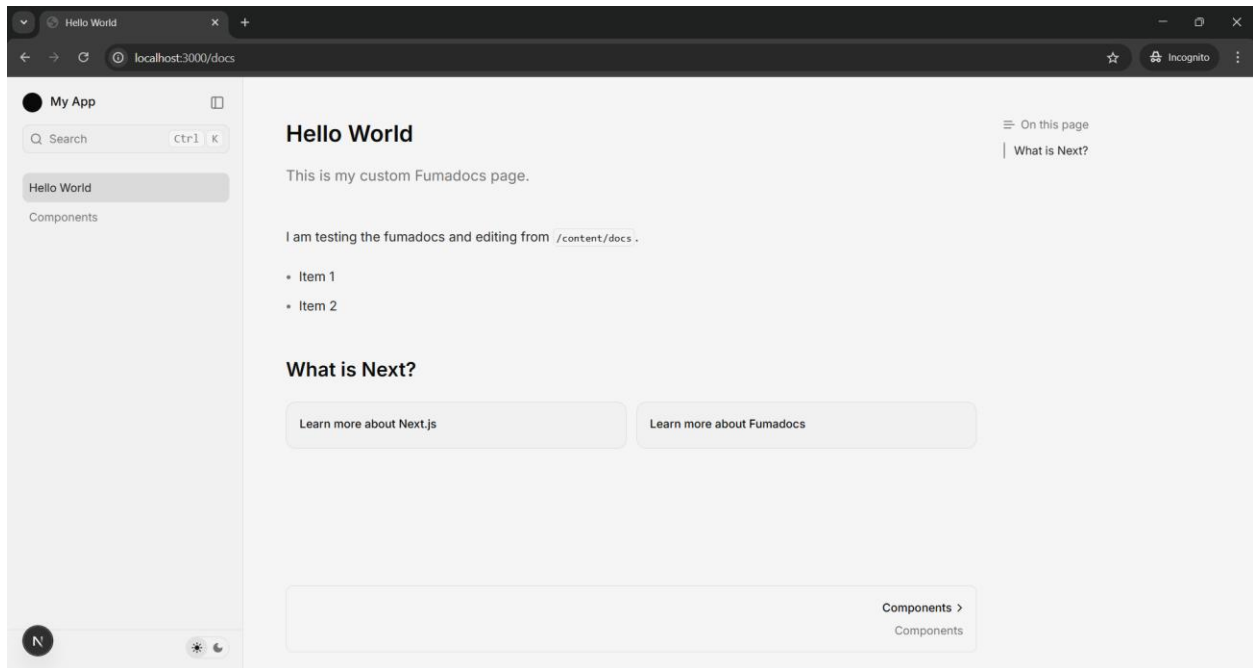 Hello World
localhost:3000/docs
Incognito
My App
Search Ctrl K
Hello World
Components
Hello World
This is my custom Fumadocs page.
I am testing the fumadocs and editing from /content/docs.
Item 1
Item 2
What is Next?
Learn more about Next.js
Learn more about Fumadocs
Components
Components
On this page
What is Next?
N